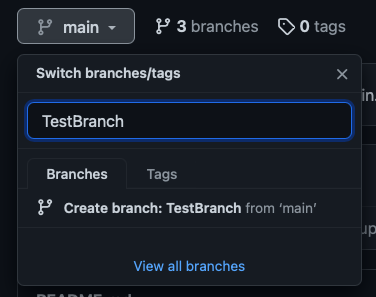 main
3 branches
0 tags
Switch branches/tags
TestBranch
Branches
Tags
Create branch: TestBranch from ‘main’
View all branches